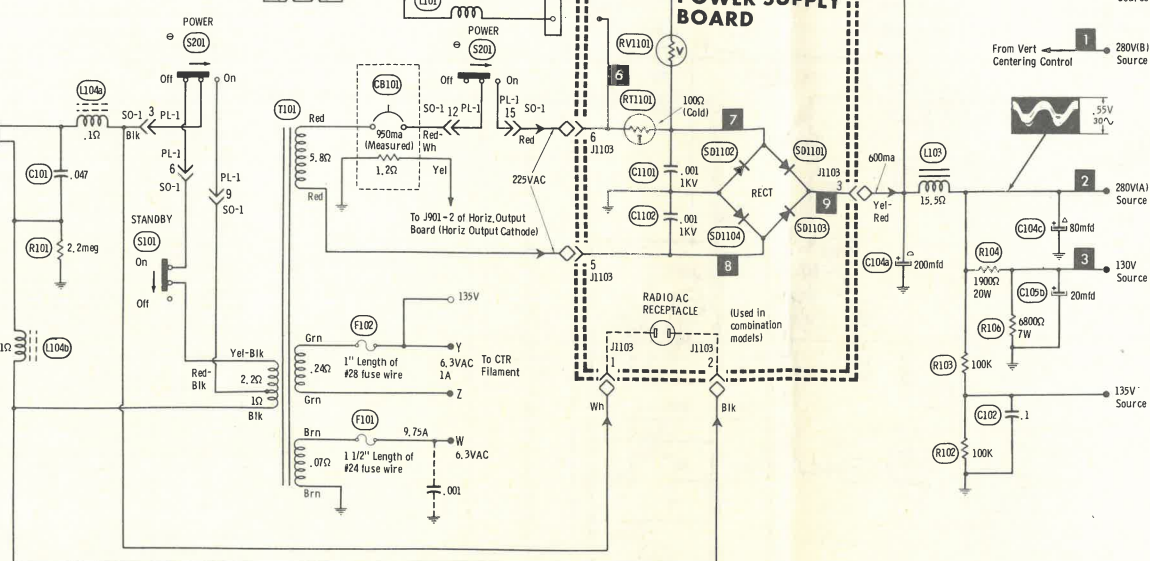 POWER SUPPLY
BOARD
L101
POWER
S201
POWER
S201
Off
On
Off
On
RV1101
V
6
From Vert
Centering Control
1
280V(B)
Source
L104a
.1Ω
SO-1 3 PL-1
Blk
CB101
950ma
(Measured)
1.2Ω
SO-1 12 PL-1
Red-
Wh
Yel
PL-1
15
SO-1
Red
RT1101
T
100Ω
(Cold)
7
.55V
30
T101
Red
5.8Ω
Red
6
J1103
PL-1
6
SO-1
PL-1
9
SO-1
C101
.047
R101
2.2meg
STANDBY
S101
On
Off
225VAC
To J901-2 of Horiz. Output
Board (Horiz Output Cathode)
C1101
.001
1KV
C1102
.001
1KV
SD1102
SD1101
SD1104
SD1103
RECT
J1103
3
9
600ma
Yel-
Red
L103
15.5Ω
2
280V(A)
Source
C104c
80mfd
5
J1103
8
C104a
200mfd
R104
1900Ω
20W
3
130V
Source
C105b
20mfd
R106
6800Ω
7W
135V
RADIO AC
RECEPTACLE
(Used in
combination
models)
J1103
1
J1103
2
Wh
Blk
1Ω
L104b
Yel-Blk
2.2Ω
Red-
Blk
1Ω
Blk
Grn
.24Ω
Grn
F102
1" Length of
#28 fuse wire
Y
6.3VAC
1A
Z
To CTR
Filament
R103
100K
135V
Source
C102
.1
R102
100K
Brn
.07Ω
Brn
F101
1 1/2" Length of
#24 fuse wire
9.75A
W
6.3VAC
.001